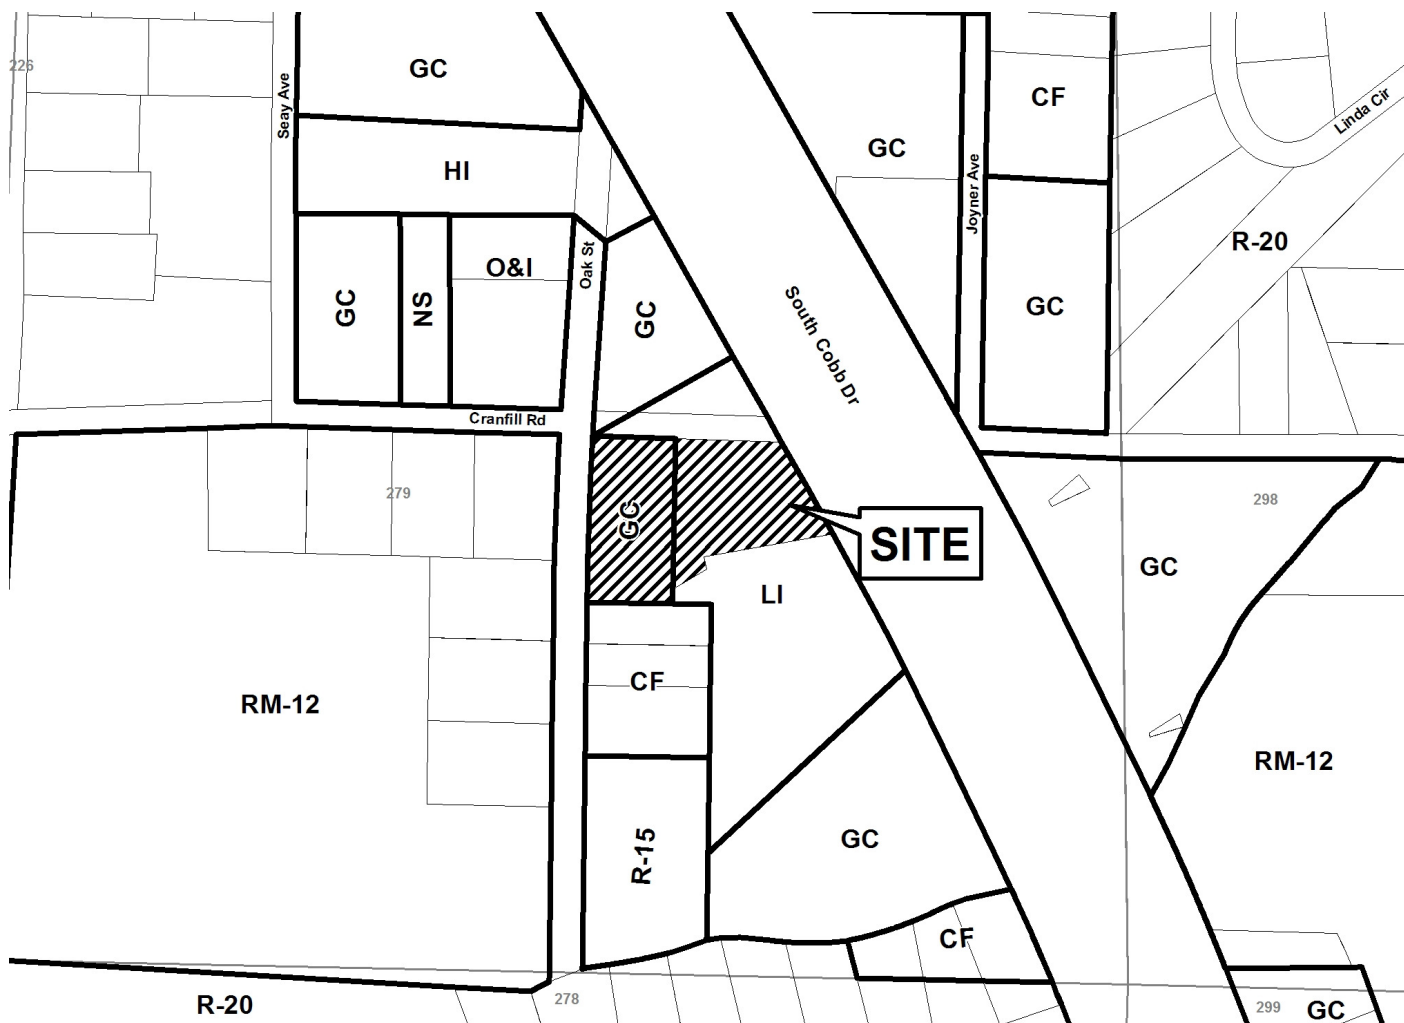 226
GC
Seay Ave
CF
Linda Cir
GC
HI
Joyner Ave
R-20
O&I
Oak St
GC
NS
GC
GC
South Cobb Dr
Cranfill Rd
279
298
GC
SITE
GC
LI
CF
RM-12
RM-12
R-15
GC
CF
R-20
278
299
GC